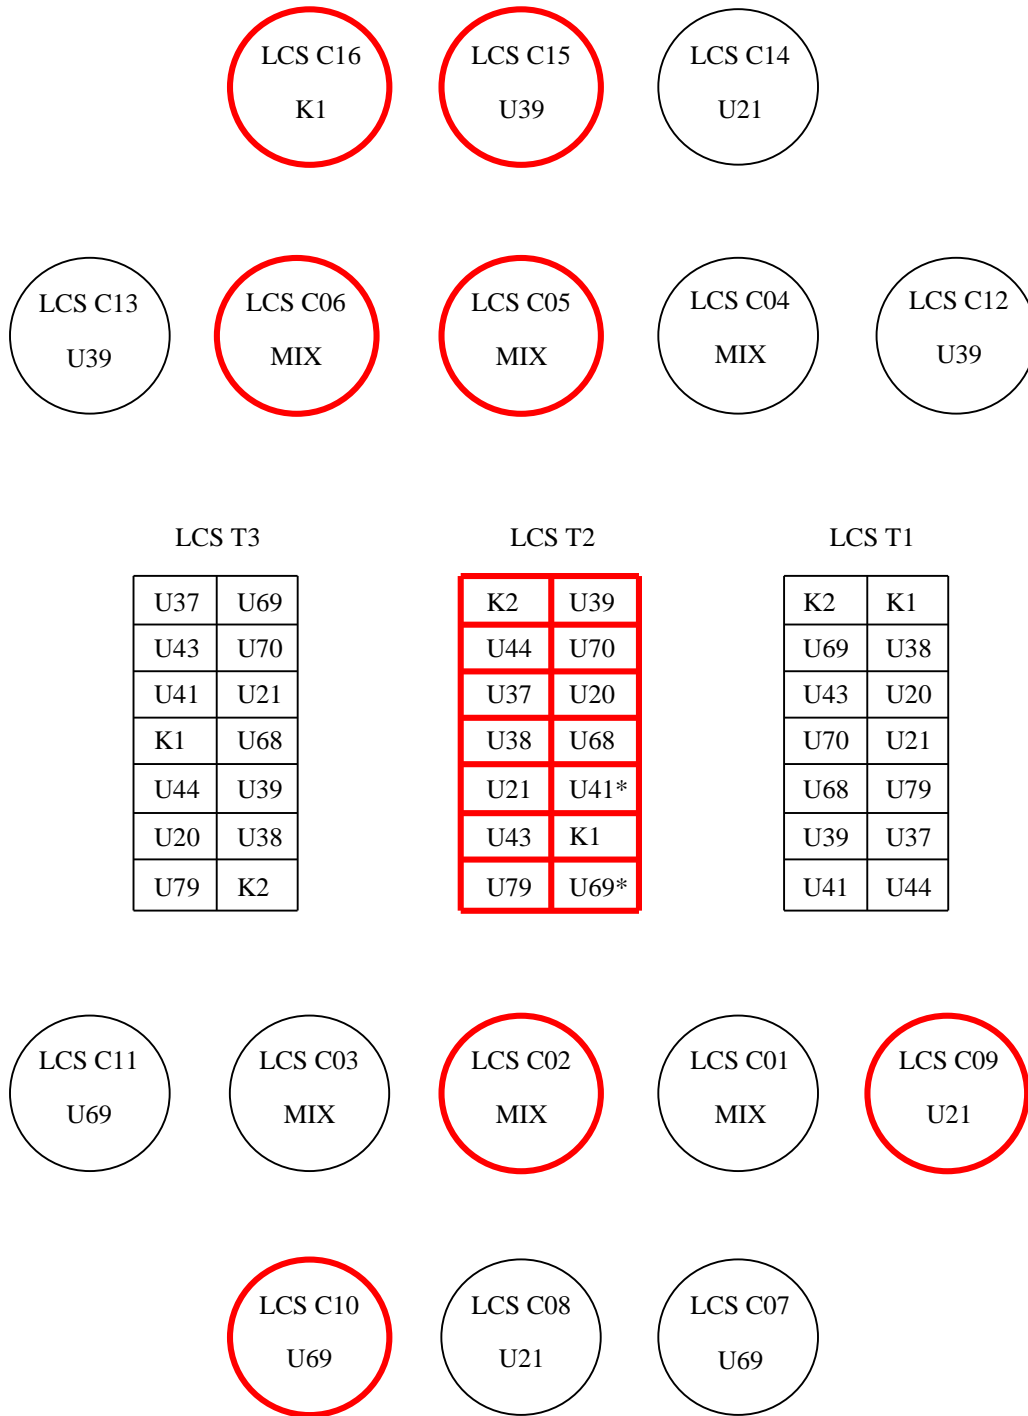 LCS C16
K1
LCS C15
U39
LCS C14
U21
LCS C13
U39
LCS C06
MIX
LCS C05
MIX
LCS C04
MIX
LCS C12
U39
LCS T3
U37 U69
U43 U70
U41 U21
K1 U68
U44 U39
U20 U38
U79 K2
LCS T2
K2 U39
U44 U70
U37 U20
U38 U68
U21 U41*
U43 K1
U79 U69*
LCS T1
K2 K1
U69 U38
U43 U20
U70 U21
U68 U79
U39 U37
U41 U44
LCS C11
U69
LCS C03
MIX
LCS C02
MIX
LCS C01
MIX
LCS C09
U21
LCS C10
U69
LCS C08
U21
LCS C07
U69